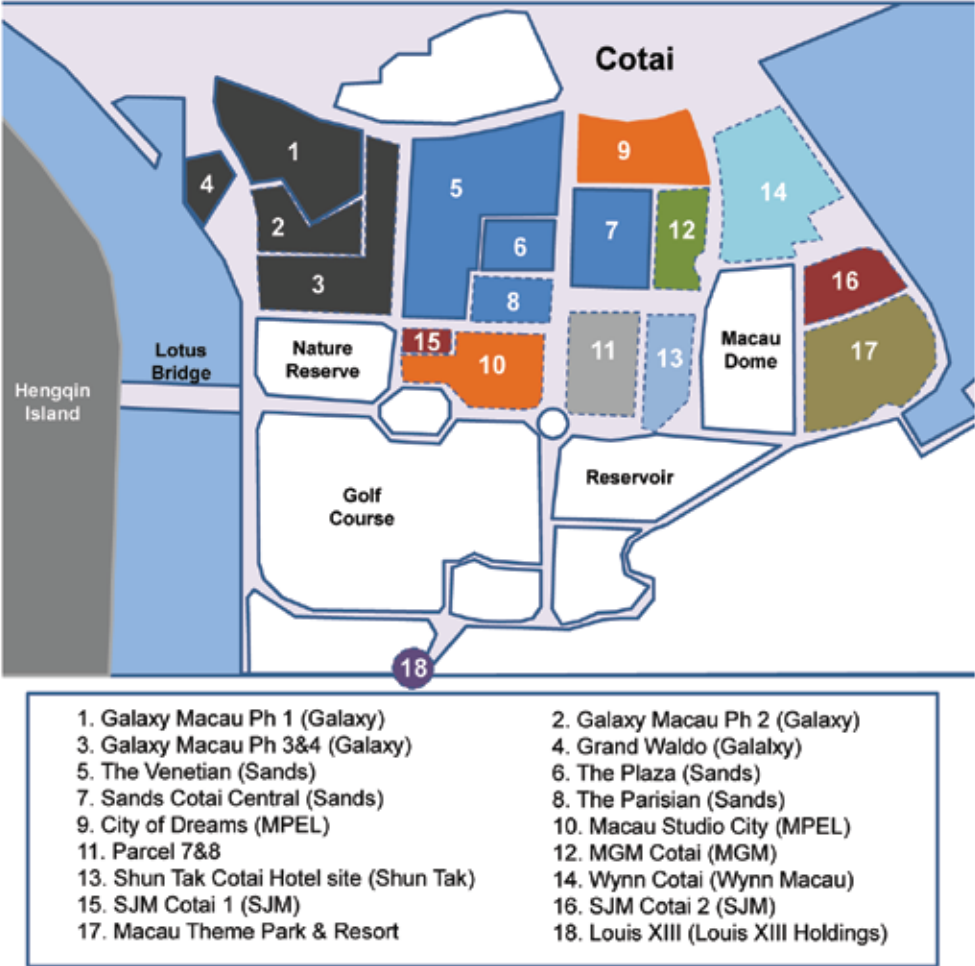 Cotai
1
9
4
5
14
2
7
12
6
3
16
8
15
Lotus
Bridge
Nature
Reserve
10
11
13
Macau
Dome
17
Hengqin
Island
Reservoir
Golf
Course
18
1. Galaxy Macau Ph 1 (Galaxy)
2. Galaxy Macau Ph 2 (Galaxy)
3. Galaxy Macau Ph 3&4 (Galaxy)
4. Grand Waldo (Galalxy)
5. The Venetian (Sands)
6. The Plaza (Sands)
7. Sands Cotai Central (Sands)
8. The Parisian (Sands)
9. City of Dreams (MPEL)
10. Macau Studio City (MPEL)
11. Parcel 7&8
12. MGM Cotai (MGM)
13. Shun Tak Cotai Hotel site (Shun Tak)
14. Wynn Cotai (Wynn Macau)
15. SJM Cotai 1 (SJM)
16. SJM Cotai 2 (SJM)
17. Macau Theme Park & Resort
18. Louis XIII (Louis XIII Holdings)